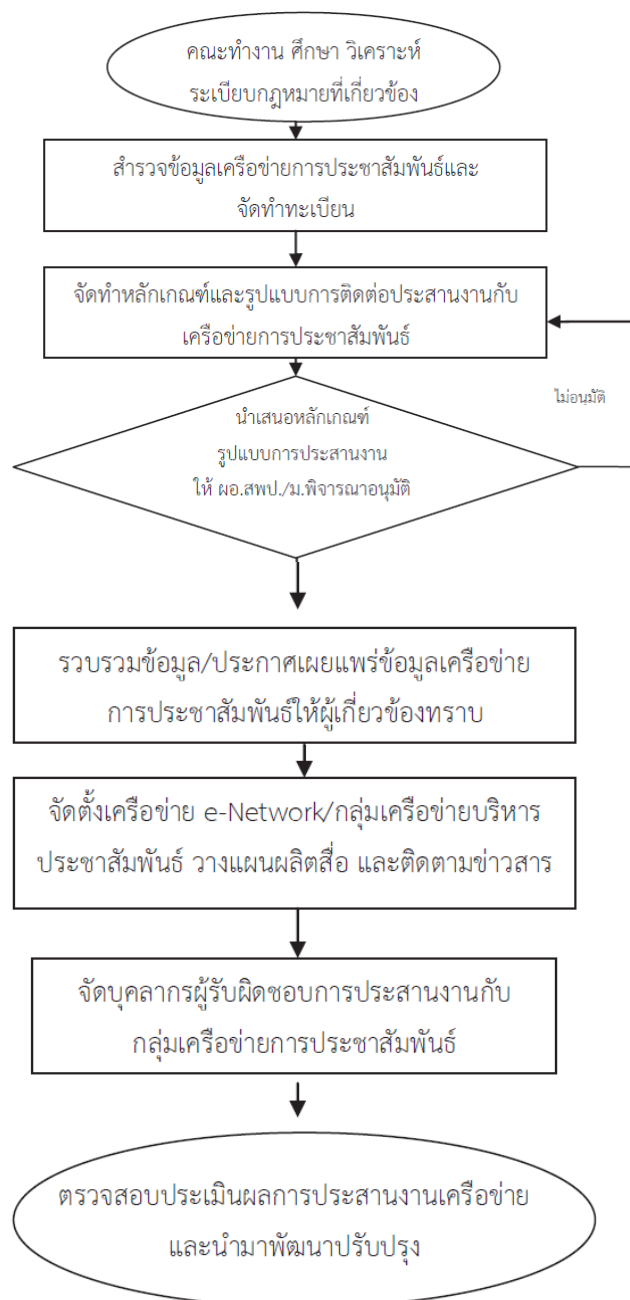 คณะทำงาน ศึกษา วิเคราะห์
ระเบียบกฎหมายที่เกี่ยวข้อง
สำรวจข้อมูลเครือข่ายการประชาสัมพันธ์และ
จัดทำทะเบียน
จัดทำหลักเกณฑ์และรูปแบบการติดต่อประสานงานกับ
เครือข่ายการประชาสัมพันธ์
ไม่อนุมัติ
นำเสนอหลักเกณฑ์
รูปแบบการประสานงาน
ให้ ผอ.สพป./ม.พิจารณาอนุมัติ
รวบรวมข้อมูล/ประกาศเผยแพร่ข้อมูลเครือข่าย
การประชาสัมพันธ์ให้ผู้เกี่ยวข้องทราบ
จัดตั้งเครือข่าย e-Network/กลุ่มเครือข่ายบริหาร
ประชาสัมพันธ์ วางแผนผลิตสื่อ และติดตามข่าวสาร
จัดบุคลากรผู้รับผิดชอบการประสานงานกับ
กลุ่มเครือข่ายการประชาสัมพันธ์
ตรวจสอบประเมินผลการประสานงานเครือข่าย
และนำมาพัฒนาปรับปรุง